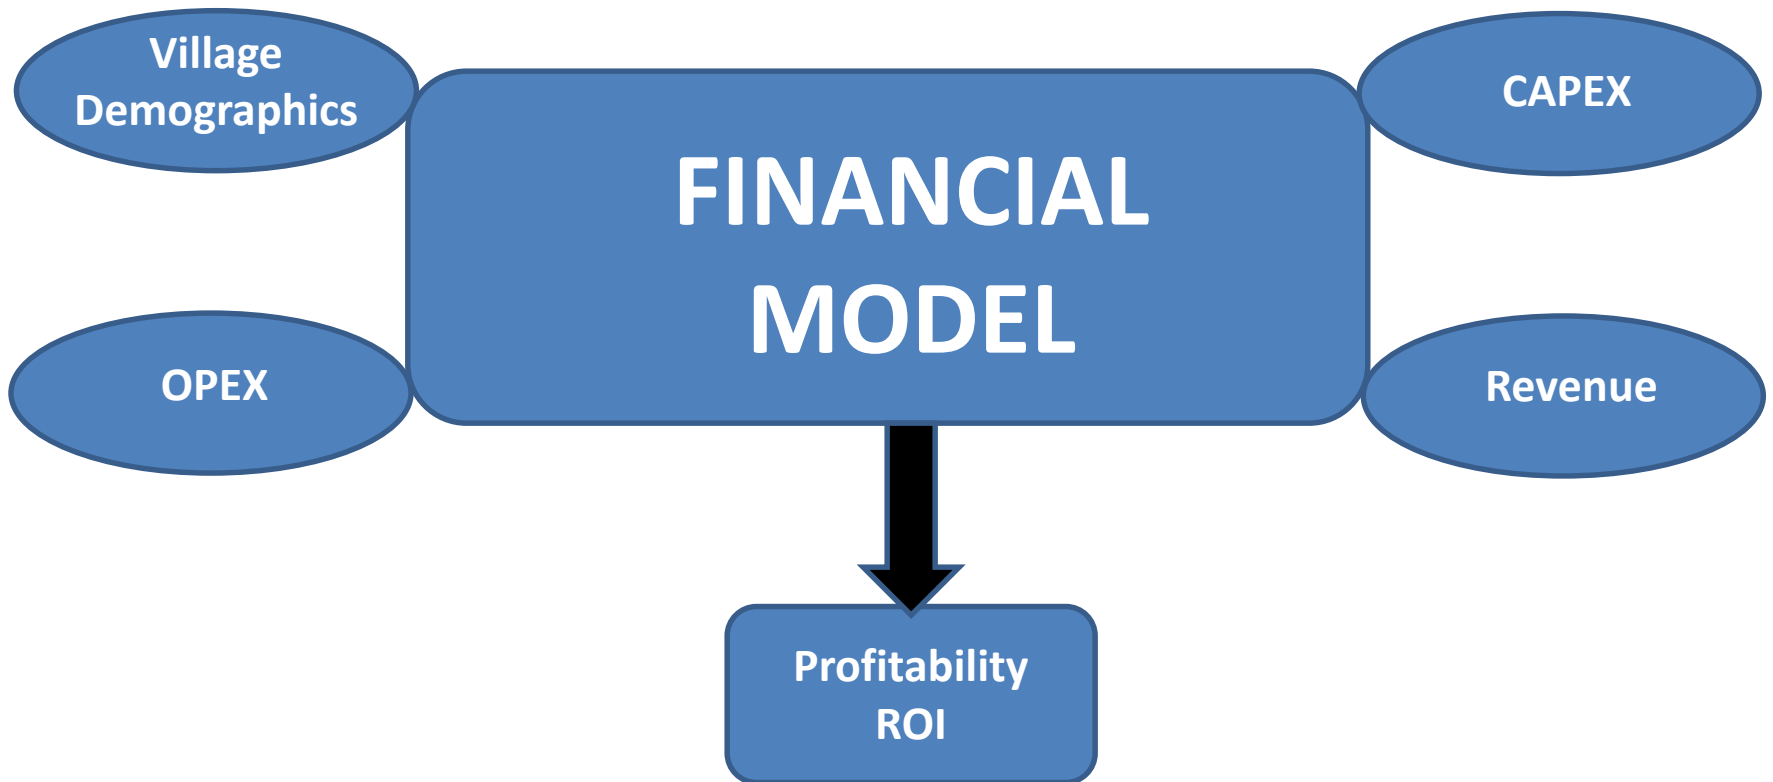 Village
Demographics
CAPEX
FINANCIAL
MODEL
OPEX
Revenue
Profitability
ROI